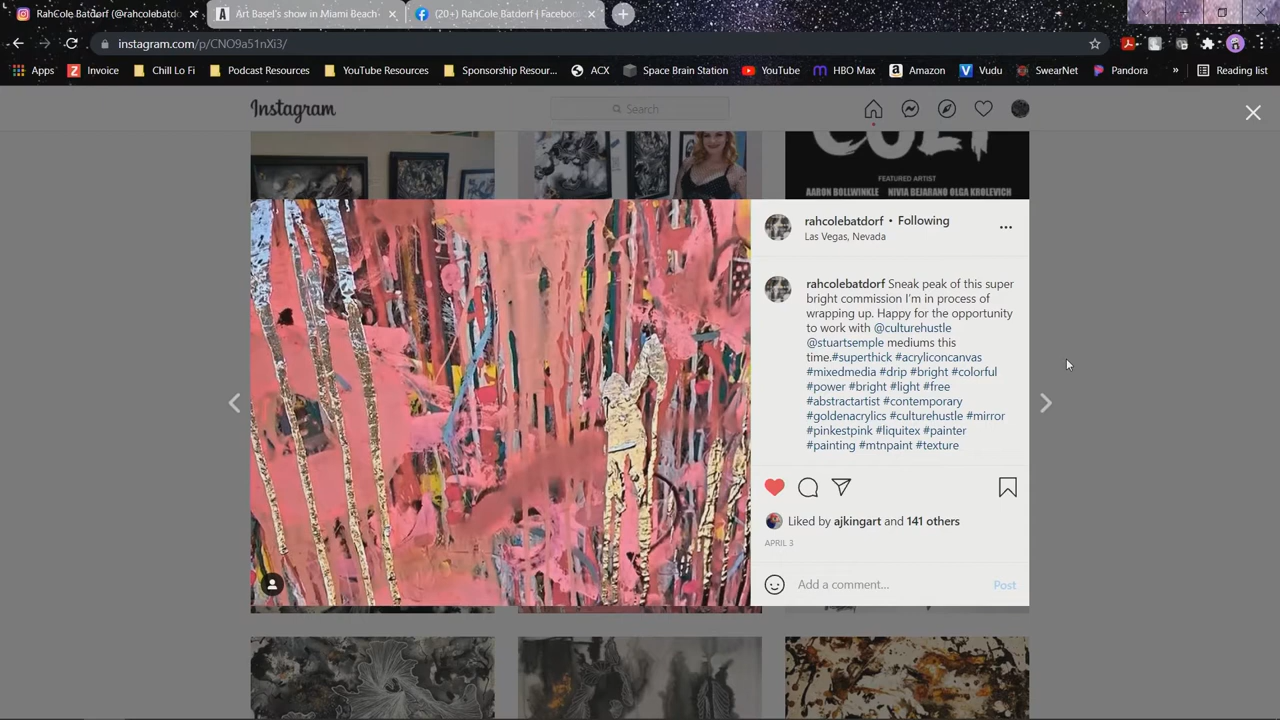 RahCole Batdorf (@rahcolebatdo
Art Basel's show in Miami Beach
(20+) RahCole Batdorf | Facebook
instagram.com/p/CNO9a51nXi3/
Apps Invoice Chill Lo Fi Podcast Resources YouTube Resources Sponsorship Resour... ACX Space Brain Station YouTube HBO Max Amazon Vudu SwearNet Pandora » Reading list
Instagram
Search
FEATURED ARTIST
AARON BOLLWINKLE NIVIA BEJARANO OLGA KROLEVICH
rahcolebatdorf • Following
Las Vegas, Nevada
rahcolebatdorf Sneak peak of this super
bright commission I'm in process of
wrapping up. Happy for the opportunity
to work with @culturehustle
@stuartsemple mediums this
time.#superthick #acryliconcanvas
#mixedmedia #drip #bright #colorful
#power #bright #light #free
#abstractartist #contemporary
#goldenacrylics #culturehustle #mirror
#pinkestpink #liquitex #painter
#painting #mtnpaint #texture
Liked by ajkingart and 141 others
APRIL 3
Add a comment...
Post